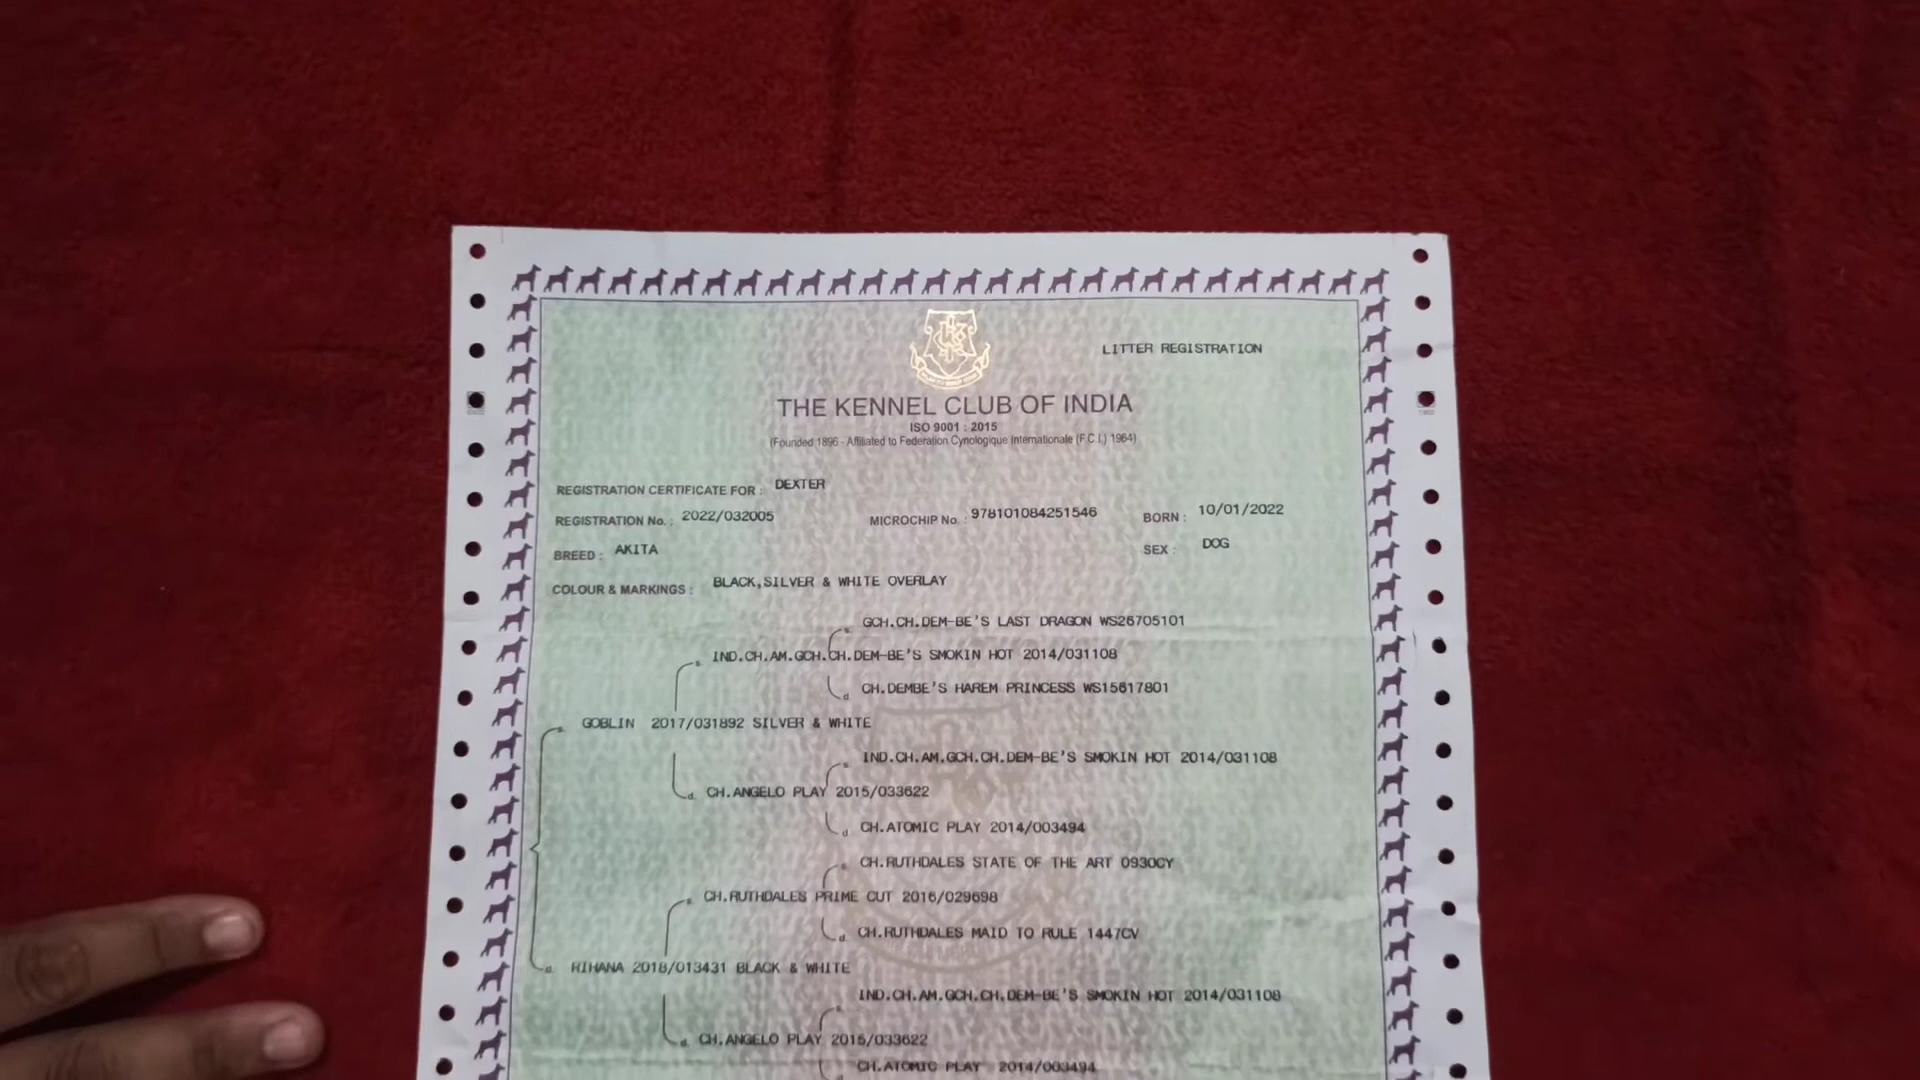 LITTER REGISTRATION
THE KENNEL CLUB OF INDIA
ISO 9001 : 2015
(Founded 1896 - Affiliated to Federation Cynologique Internationale (F.C.I.) 1964)
REGISTRATION CERTIFICATE FOR : DEXTER
REGISTRATION No. : 2022/032005 MICROCHIP No. : 978101084251546 BORN : 10/01/2022
BREED : AKITA SEX : DOG
COLOUR & MARKINGS : BLACK,SILVER & WHITE OVERLAY
s. GCH.CH.DEM-BE'S LAST DRAGON WS26705101
s. IND.CH.AM.GCH.CH.DEM-BE'S SMOKIN HOT 2014/031108
d. CH.DEMBE'S HAREM PRINCESS WS15617801
s. GOBLIN 2017/031892 SILVER & WHITE
s. IND.CH.AM.GCH.CH.DEM-BE'S SMOKIN HOT 2014/031108
d. CH.ANGELO PLAY 2015/033622
d. CH.ATOMIC PLAY 2014/003494
s. CH.RUTHDALES STATE OF THE ART 0930CY
s. CH.RUTHDALES PRIME CUT 2016/029698
d. CH.RUTHDALES MAID TO RULE 1447CV
d. RIHANA 2018/013431 BLACK & WHITE
s. IND.CH.AM.GCH.CH.DEM-BE'S SMOKIN HOT 2014/031108
d. CH.ANGELO PLAY 2015/033622
CH.ATOMIC PLAY 2014/003494